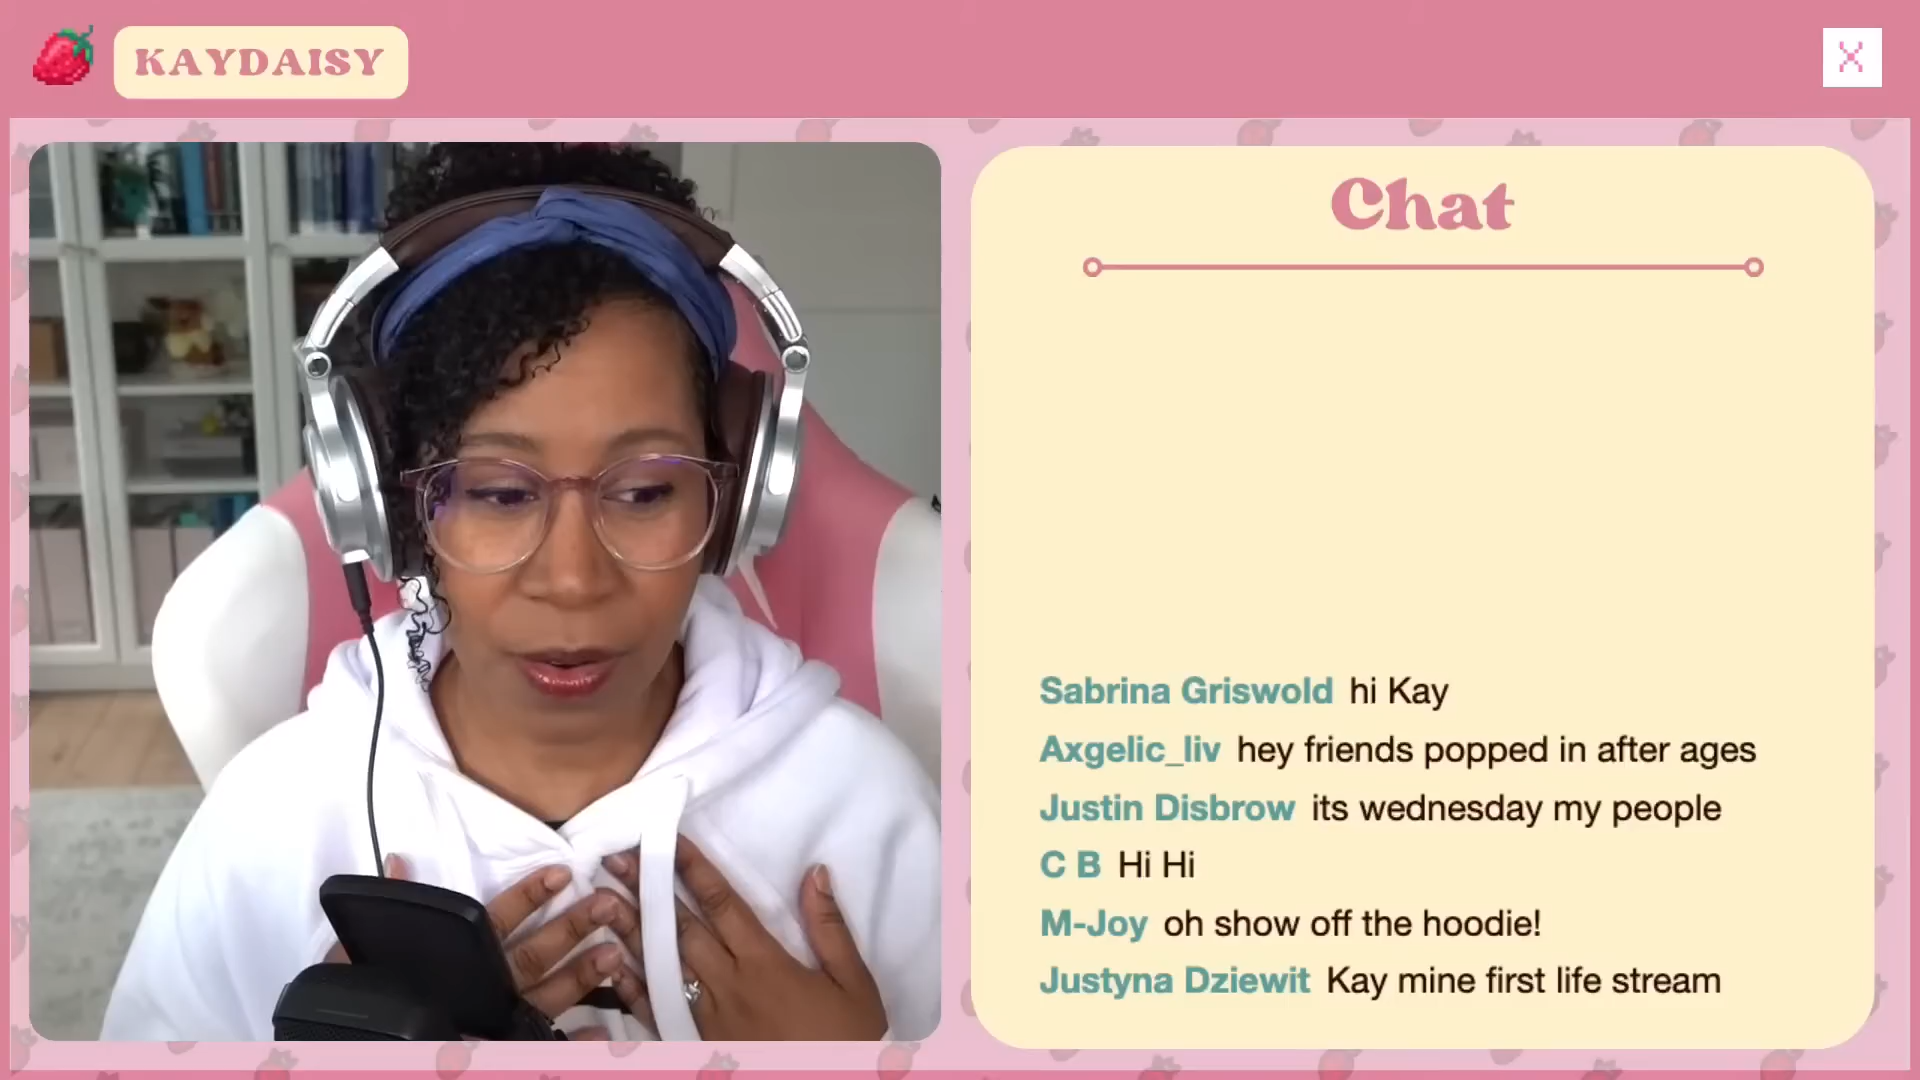 KAYDAISY
Chat
Sabrina Griswold hi Kay
Axgelic_liv hey friends popped in after ages
Justin Disbrow its wednesday my people
C B Hi Hi
M-Joy oh show off the hoodie!
Justyna Dziewit Kay mine first life stream